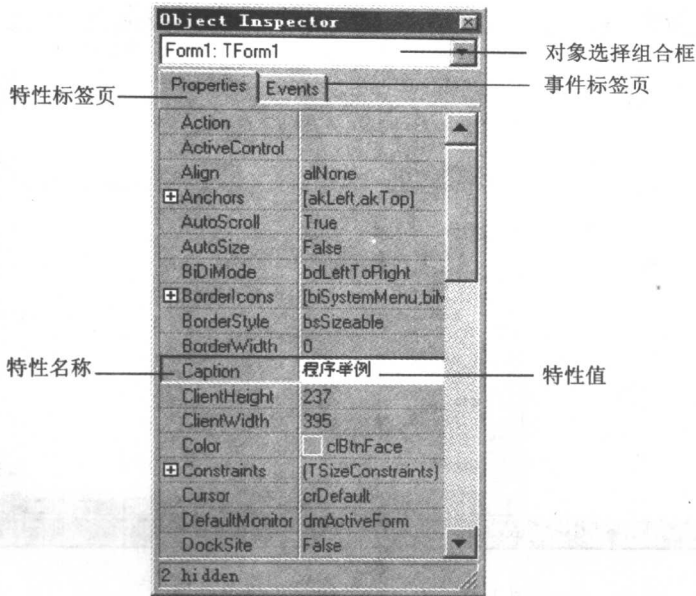 Object Inspector
Form1: TForm1
对象选择组合框
特性标签页
Properties
Events
事件标签页
Action
ActiveControl
Align alNone
Anchors [akLeft,akTop]
AutoScroll True
AutoSize False
BiDiMode bdLeftToRight
BorderIcons [biSystemMenu,biM
BorderStyle bsSizeable
BorderWidth 0
特性名称
Caption 程序举例
特性值
ClientHeight 237
ClientWidth 395
Color clBtnFace
Constraints (TSizeConstraints)
Cursor crDefault
DefaultMonitor dmActiveForm
DockSite False
2 hidden